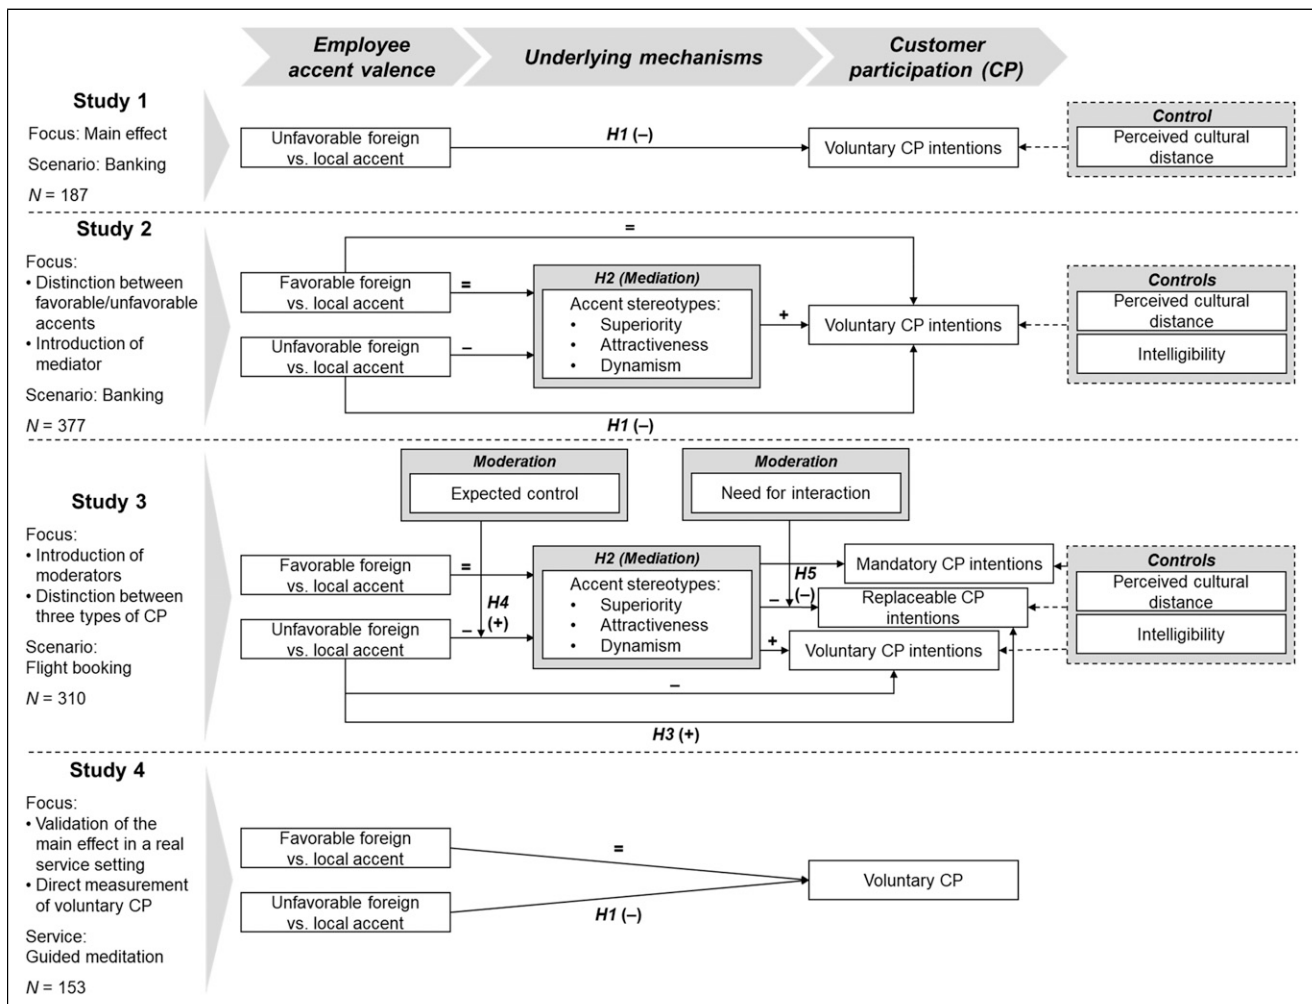 Employee
accent valence
Underlying mechanisms
Customer
participation (CP)
Study 1
Focus: Main effect
Scenario: Banking
N = 187
Unfavorable foreign
vs. local accent
H1 (–)
Voluntary CP intentions
Control
Perceived cultural
distance
Study 2
Focus:
• Distinction between
favorable/unfavorable
accents
• Introduction of
mediator
Scenario: Banking
N = 377
=
Favorable foreign
vs. local accent
=
Unfavorable foreign
vs. local accent
–
H2 (Mediation)
Accent stereotypes:
• Superiority
• Attractiveness
• Dynamism
+
Voluntary CP intentions
H1 (–)
Controls
Perceived cultural
distance
Intelligibility
Study 3
Focus:
• Introduction of
moderators
• Distinction between
three types of CP
Scenario:
Flight booking
N = 310
Moderation
Expected control
Moderation
Need for interaction
Favorable foreign
vs. local accent
=
Unfavorable foreign
vs. local accent
–
H4
(+)
H2 (Mediation)
Accent stereotypes:
• Superiority
• Attractiveness
• Dynamism
H5
(–)
–
+
Mandatory CP intentions
Replaceable CP
intentions
Voluntary CP intentions
–
H3 (+)
Controls
Perceived cultural
distance
Intelligibility
Study 4
Focus:
• Validation of the
main effect in a real
service setting
• Direct measurement
of voluntary CP
Service:
Guided meditation
N = 153
Favorable foreign
vs. local accent
=
Unfavorable foreign
vs. local accent
H1 (–)
Voluntary CP